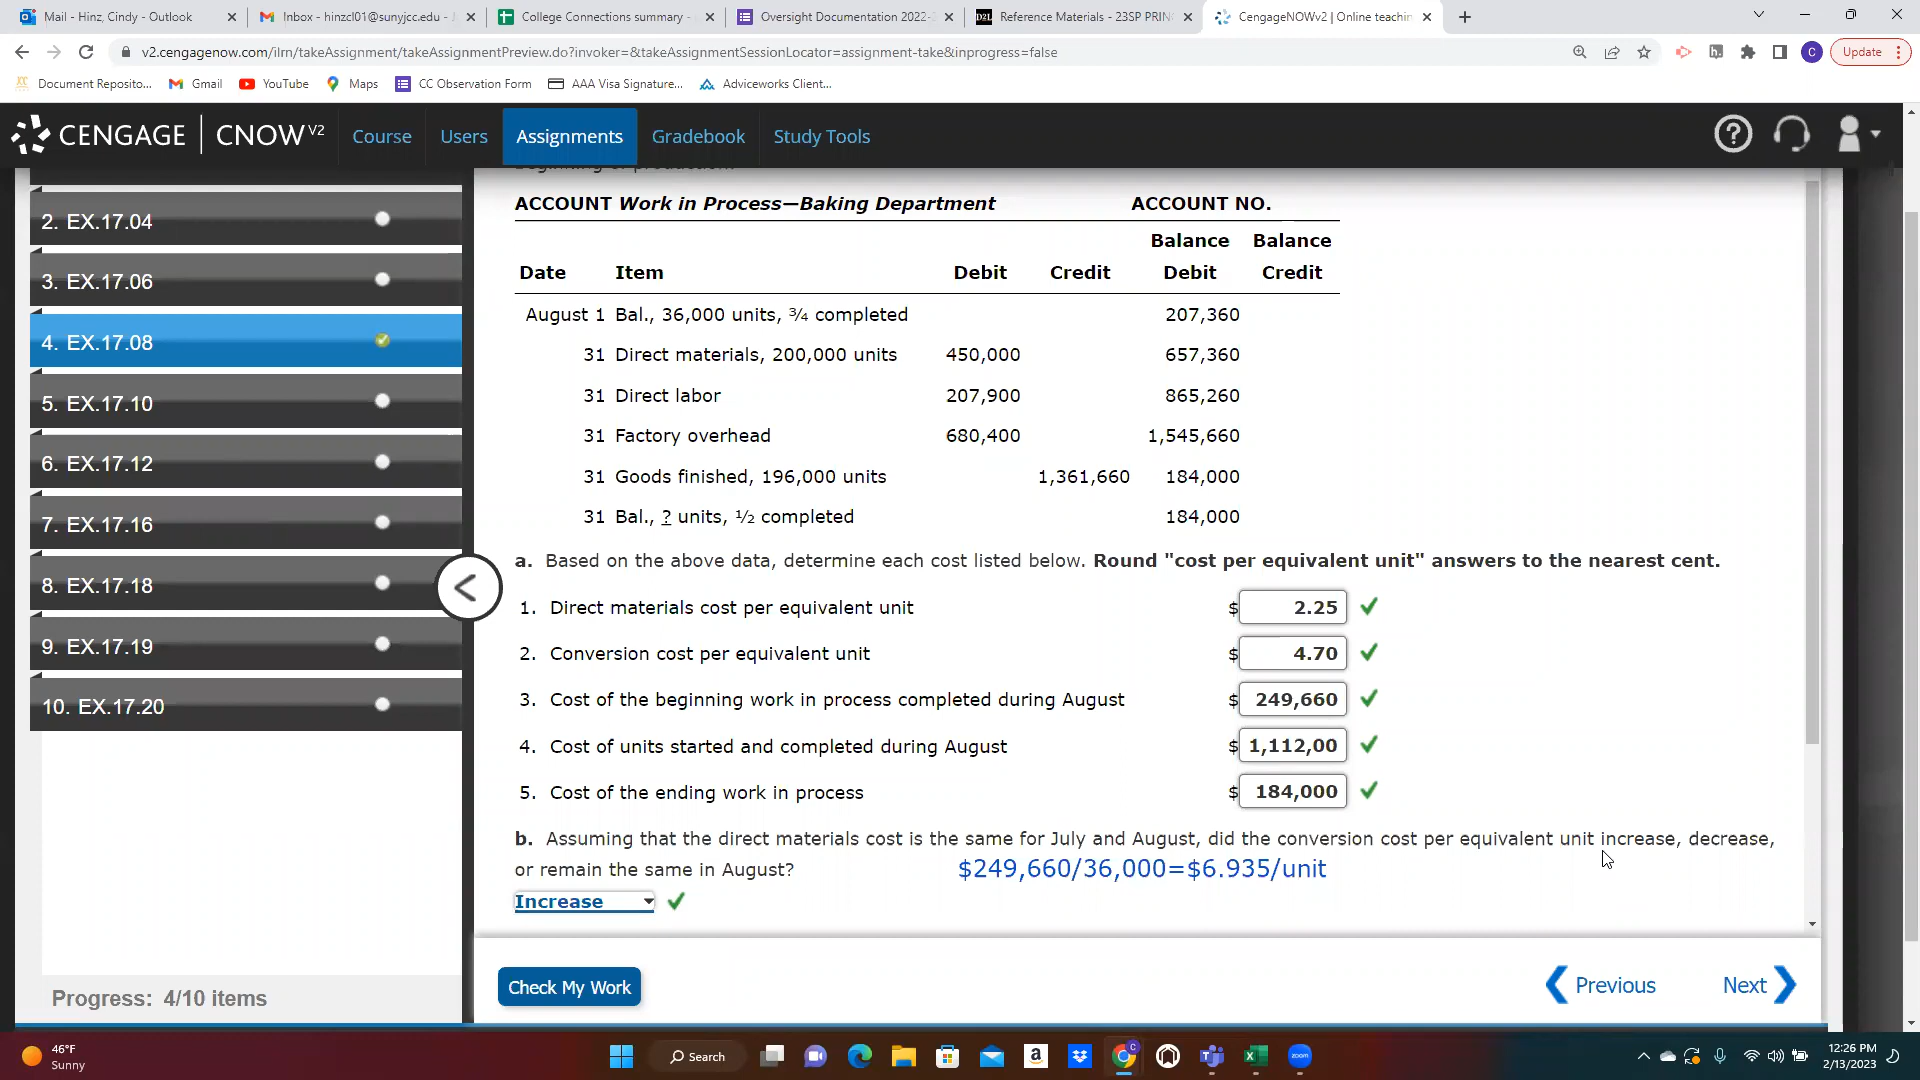 Mail - Hinz, Cindy - Outlook
Inbox - hinzcl01@sunyjcc.edu -
College Connections summary -
Oversight Documentation 2022-
D2L Reference Materials - 23SP PRIN
CengageNOWv2 | Online teachin
v2.cengagenow.com/ilrn/takeAssignment/takeAssignmentPreview.do?invoker=&takeAssignmentSessionLocator=assignment-take&inprogress=false
C
Update
Document Reposito...
Gmail
YouTube
Maps
CC Observation Form
AAA Visa Signature...
Adviceworks Client...
CENGAGE | CNOWV2
Course
Users
Assignments
Gradebook
Study Tools
2. EX.17.04
3. EX.17.06
4. EX.17.08
5. EX.17.10
6. EX.17.12
7. EX.17.16
8. EX.17.18
9. EX.17.19
10. EX.17.20
Progress: 4/10 items
ACCOUNT Work in Process—Baking Department ACCOUNT NO.
Balance Balance
Date Item Debit Credit Debit Credit
August 1 Bal., 36,000 units, ¾ completed 207,360
31 Direct materials, 200,000 units 450,000 657,360
31 Direct labor 207,900 865,260
31 Factory overhead 680,400 1,545,660
31 Goods finished, 196,000 units 1,361,660 184,000
31 Bal., ? units, ½ completed 184,000
a. Based on the above data, determine each cost listed below. Round "cost per equivalent unit" answers to the nearest cent.
1. Direct materials cost per equivalent unit $ 2.25
2. Conversion cost per equivalent unit $ 4.70
3. Cost of the beginning work in process completed during August $ 249,660
4. Cost of units started and completed during August $ 1,112,00
5. Cost of the ending work in process $ 184,000
b. Assuming that the direct materials cost is the same for July and August, did the conversion cost per equivalent unit increase, decrease,
or remain the same in August? $249,660/36,000=$6.935/unit
Increase
Check My Work
Previous
Next
46°F
Sunny
Search
C
a
zoom
12:26 PM
2/13/2023